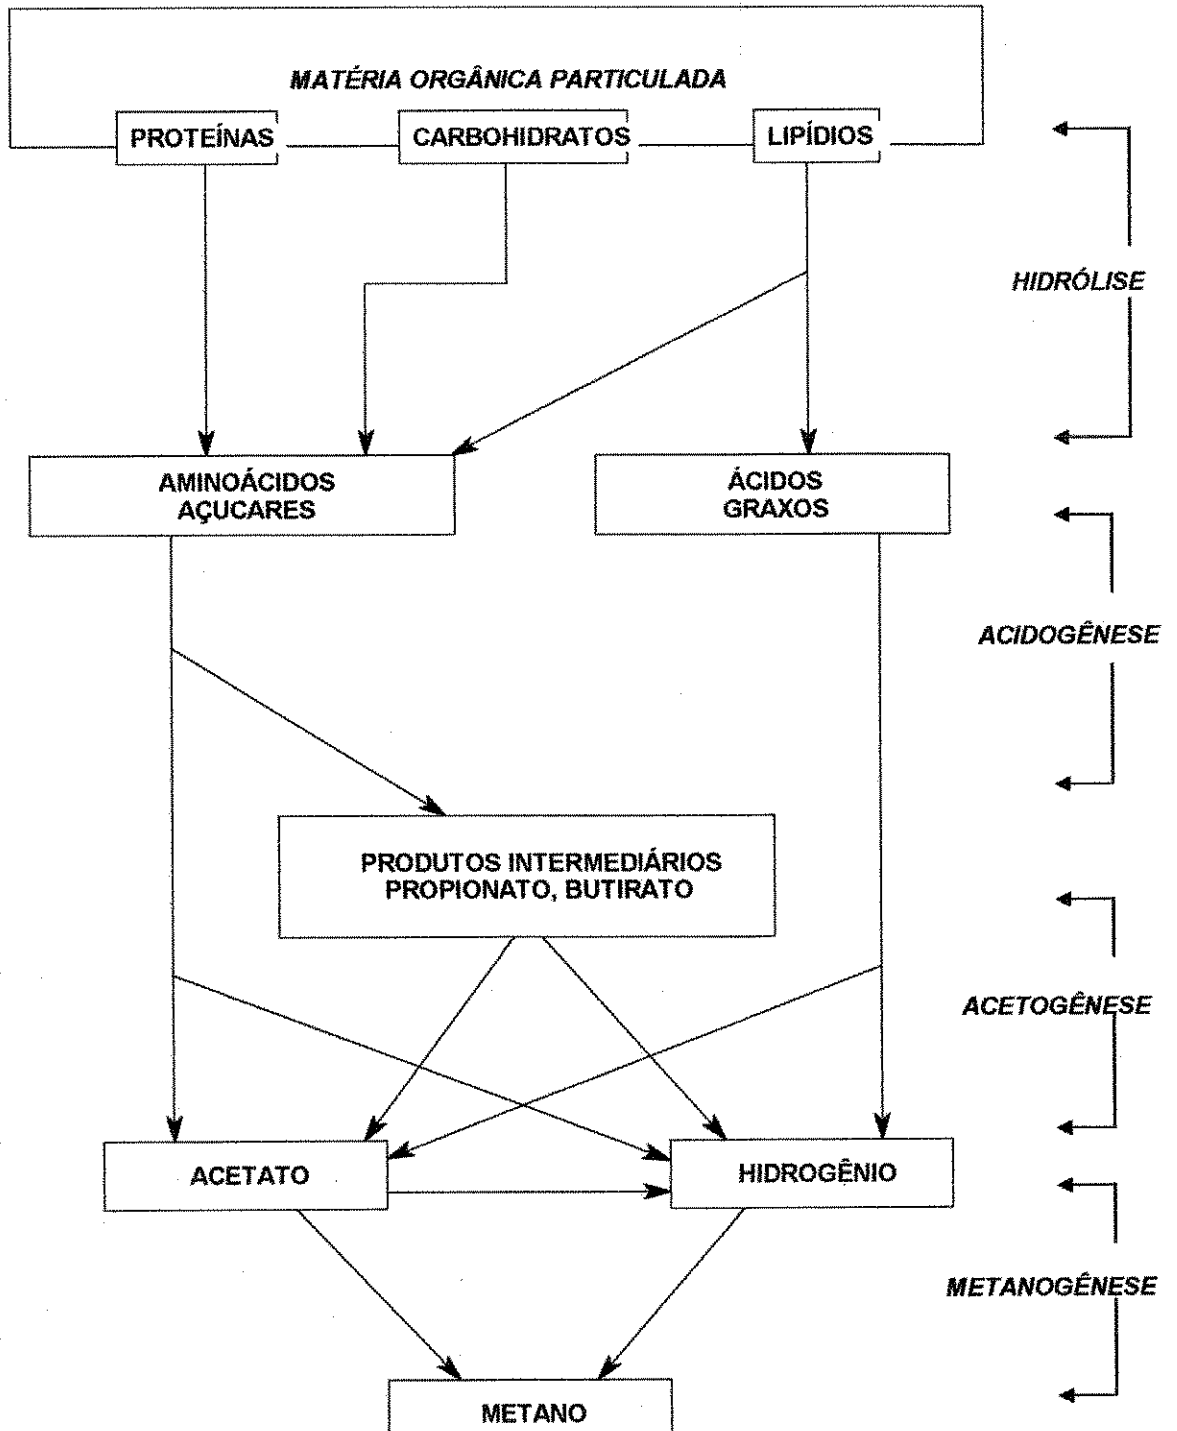 MATÉRIA ORGÂNICA PARTICULADA
PROTEÍNAS
CARBOHIDRATOS
LIPÍDIOS
HIDRÓLISE
AMINOÁCIDOS
AÇUCARES
ÁCIDOS
GRAXOS
ACIDOGÊNESE
PRODUTOS INTERMEDIÁRIOS
PROPIONATO, BUTIRATO
ACETOGÊNESE
ACETATO
HIDROGÊNIO
METANOGÊNESE
METANO